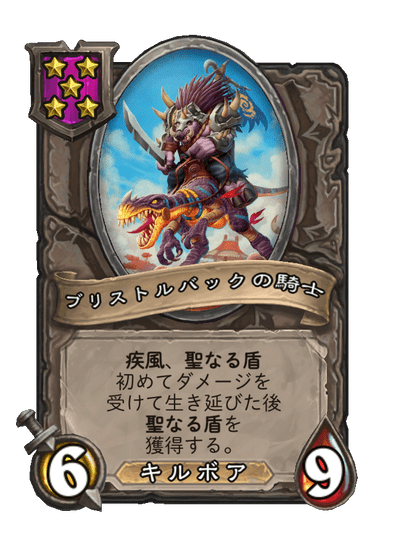 ブリストルバックの騎士
疾風、聖なる盾
初めてダメージを
受けて生き延びた後
聖なる盾を
獲得する。
6
キルボア
9